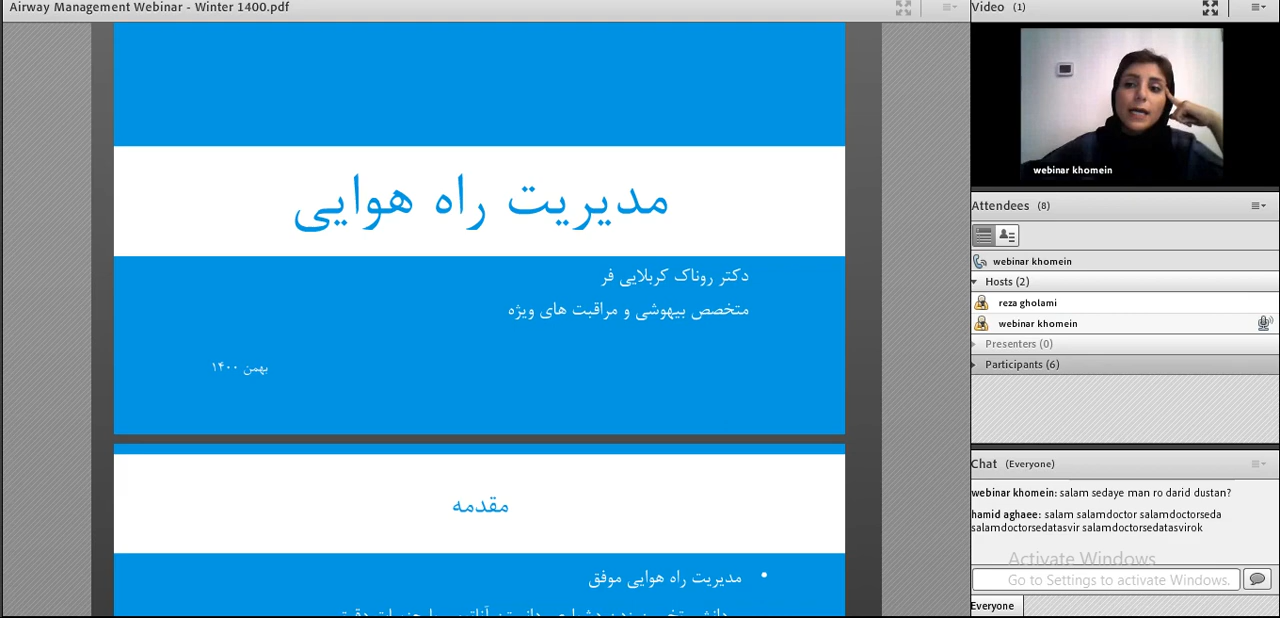 Airway Management Webinar - Winter 1400.pdf
مدیریت راه هوایی
دکتر روناک کربلایی فر
متخصص بیهوشی و مراقبت های ویژه
بهمن ۱۴۰۰
مقدمه
• مدیریت راه هوایی موفق
Video (1)
webinar khomein
Attendees (8)
webinar khomein
Hosts (2)
reza gholami
webinar khomein
Presenters (0)
Participants (6)
Chat (Everyone)
webinar khomein: salam sedaye man ro darid dustan?
hamid aghaee: salam salamdoctor salamdoctorseda
salamdoctorsedatasvir salamdoctorsedatasvirok
Activate Windows
Go to Settings to activate Windows.
Everyone